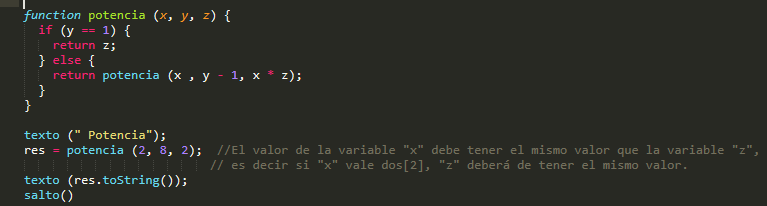 function potencia (x, y, z) {
if (y == 1) {
return z;
} else {
return potencia (x , y - 1, x * z);
}
}
texto (" Potencia");
res = potencia (2, 8, 2);  //El valor de la variable "x" debe tener el mismo valor que la variable "z",
// es decir si "x" vale dos[2], "z" deberá de tener el mismo valor.
texto (res.toString());
salto()